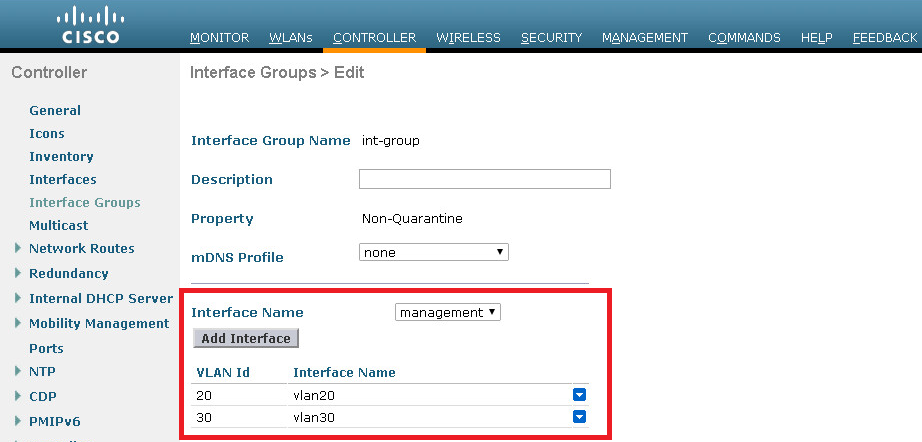 CISCO
MONITOR WLANs CONTROLLER WIRELESS SECURITY MANAGEMENT COMMANDS HELP FEEDBACK
Controller
Interface Groups > Edit
General
Icons
Inventory
Interfaces
Interface Groups
Multicast
Network Routes
Redundancy
Internal DHCP Server
Mobility Management
Ports
NTP
CDP
PMIPv6
Interface Group Name int-group
Description
Property Non-Quarantine
mDNS Profile none
Interface Name management
Add Interface
VLAN Id Interface Name
20 vlan20
30 vlan30